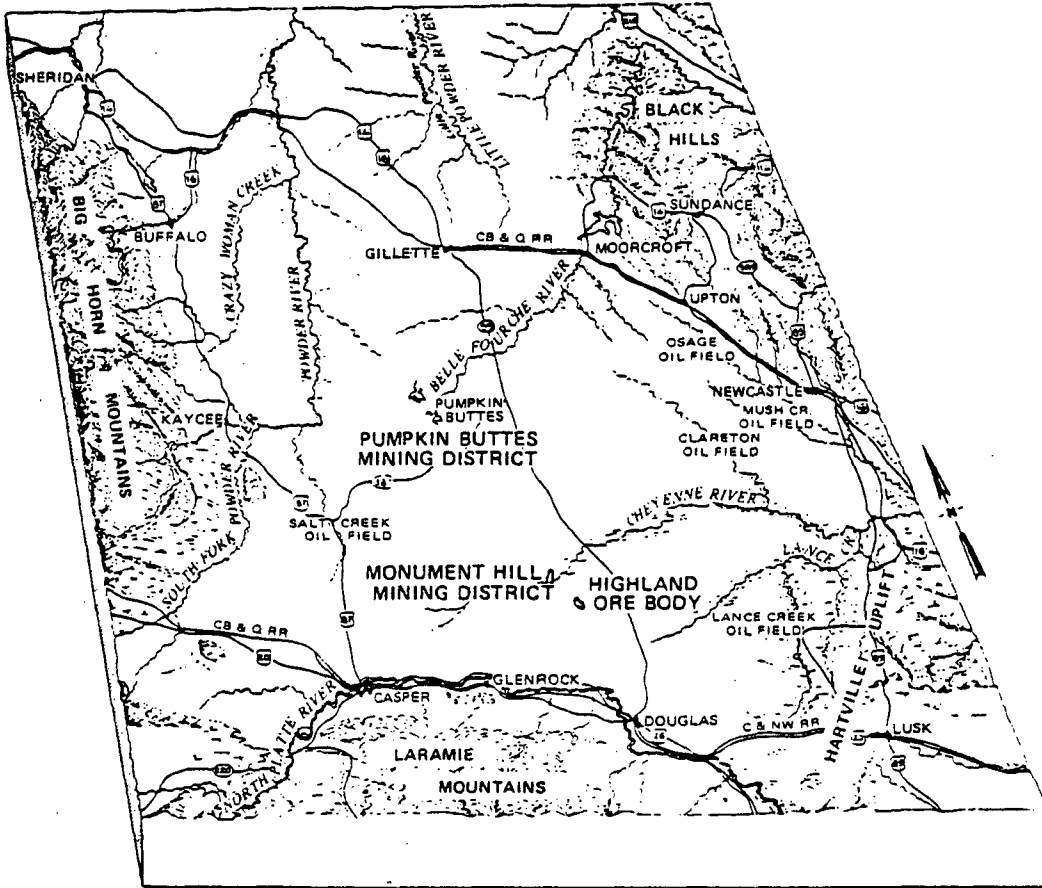 SHERIDAN
BLACK
HILLS
LITTLE POWDER RIVER
BIG HORN MOUNTAINS
CRAZY WOMAN CREEK
SUNDANCE
BUFFALO
CB & Q RR
MOORCROFT
GILLETTE
POWDER RIVER
UPTON
BELLE FOURCHE RIVER
OSAGE
OIL FIELD
NEWCASTLE
MUSH CR.
OIL FIELD
PUMPKIN
BUTTES
KAYCEE
PUMPKIN BUTTES
MINING DISTRICT
CLARETON
OIL FIELD
SOUTH FORK POWDER RIVER
CHEYENNE RIVER
N
SALT CREEK
OIL FIELD
LANCE CR.
MONUMENT HILL
MINING DISTRICT
HIGHLAND
ORE BODY
LANCE CREEK
OIL FIELD
HARTVILLE UPLIFT
87
CB & Q RR
GLENROCK
CASPER
NORTH PLATTE RIVER
DOUGLAS
C & NW RR
LUSK
LARAMIE
MOUNTAINS